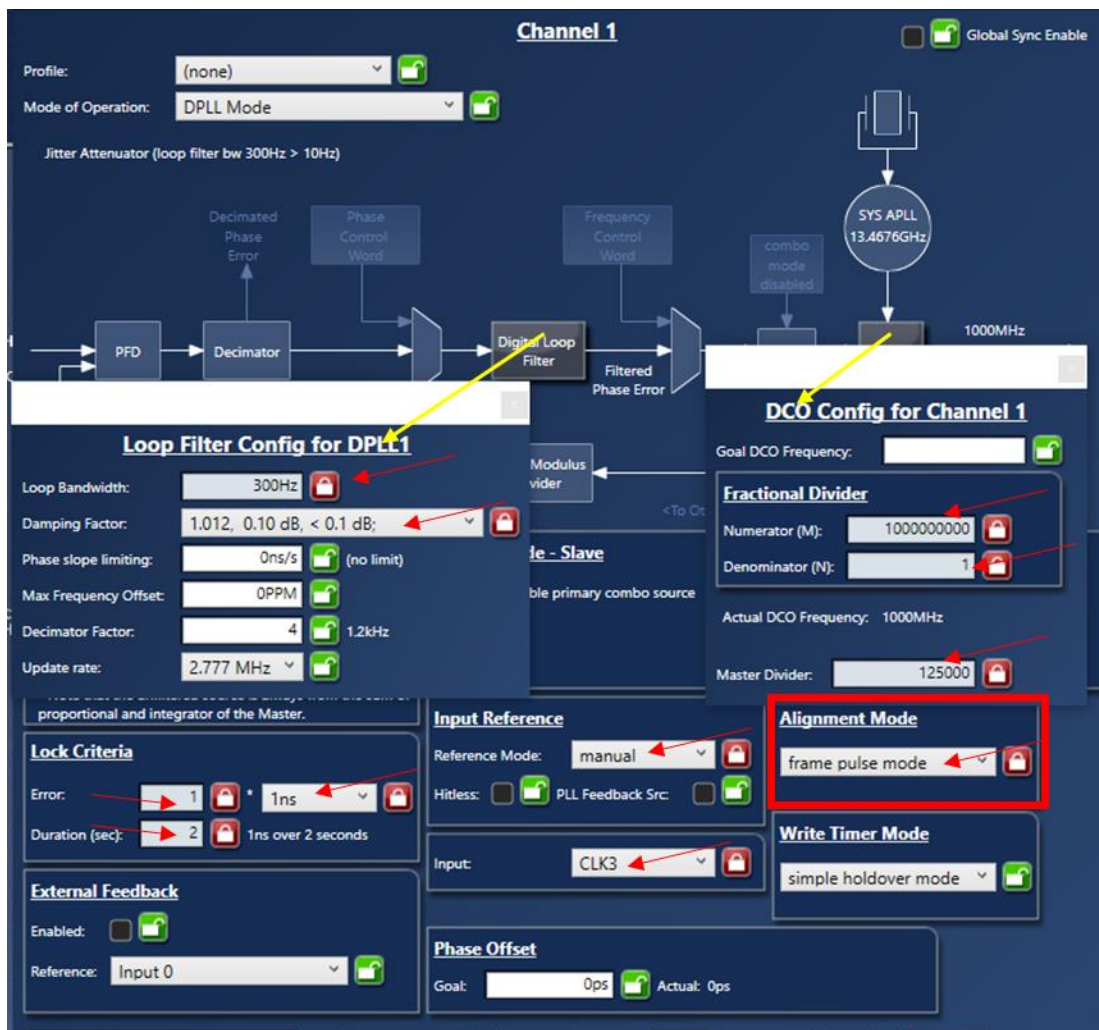 Channel 1
Global Sync Enable
Profile: (none)
Mode of Operation: DPLL Mode
Jitter Attenuator (loop filter bw 300Hz > 10Hz)
Decimated
Phase
Error
Phase
Control
Word
Frequency
Control
Word
combo
mode
disabled
SYS APLL
13.4676GHz
PFD
Decimator
Digital Loop
Filter
Filtered
Phase Error
1000MHz
Modulus
<To
de - Slave
ble primary combo source
Loop Filter Config for DPLL1
Loop Bandwidth: 300Hz
Damping Factor: 1.012, 0.10 dB, < 0.1 dB;
Phase slope limiting: 0ns/s (no limit)
Max Frequency Offset: 0PPM
Decimator Factor: 4 1.2kHz
Update rate: 2.777 MHz
DCO Config for Channel 1
Goal DCO Frequency:
Fractional Divider
Numerator (M): 1000000000
Denominator (N): 1
Actual DCO Frequency: 1000MHz
Master Divider: 125000
proportional and integrator of the Master.
Lock Criteria
Error: 1 * 1ns
Duration (sec): 2 1ns over 2 seconds
External Feedback
Enabled:
Reference: Input 0
Input Reference
Reference Mode: manual
Hitless: PLL Feedback Src:
Input: CLK3
Alignment Mode
frame pulse mode
Write Timer Mode
simple holdover mode
Phase Offset
Goal: 0ps Actual: 0ps